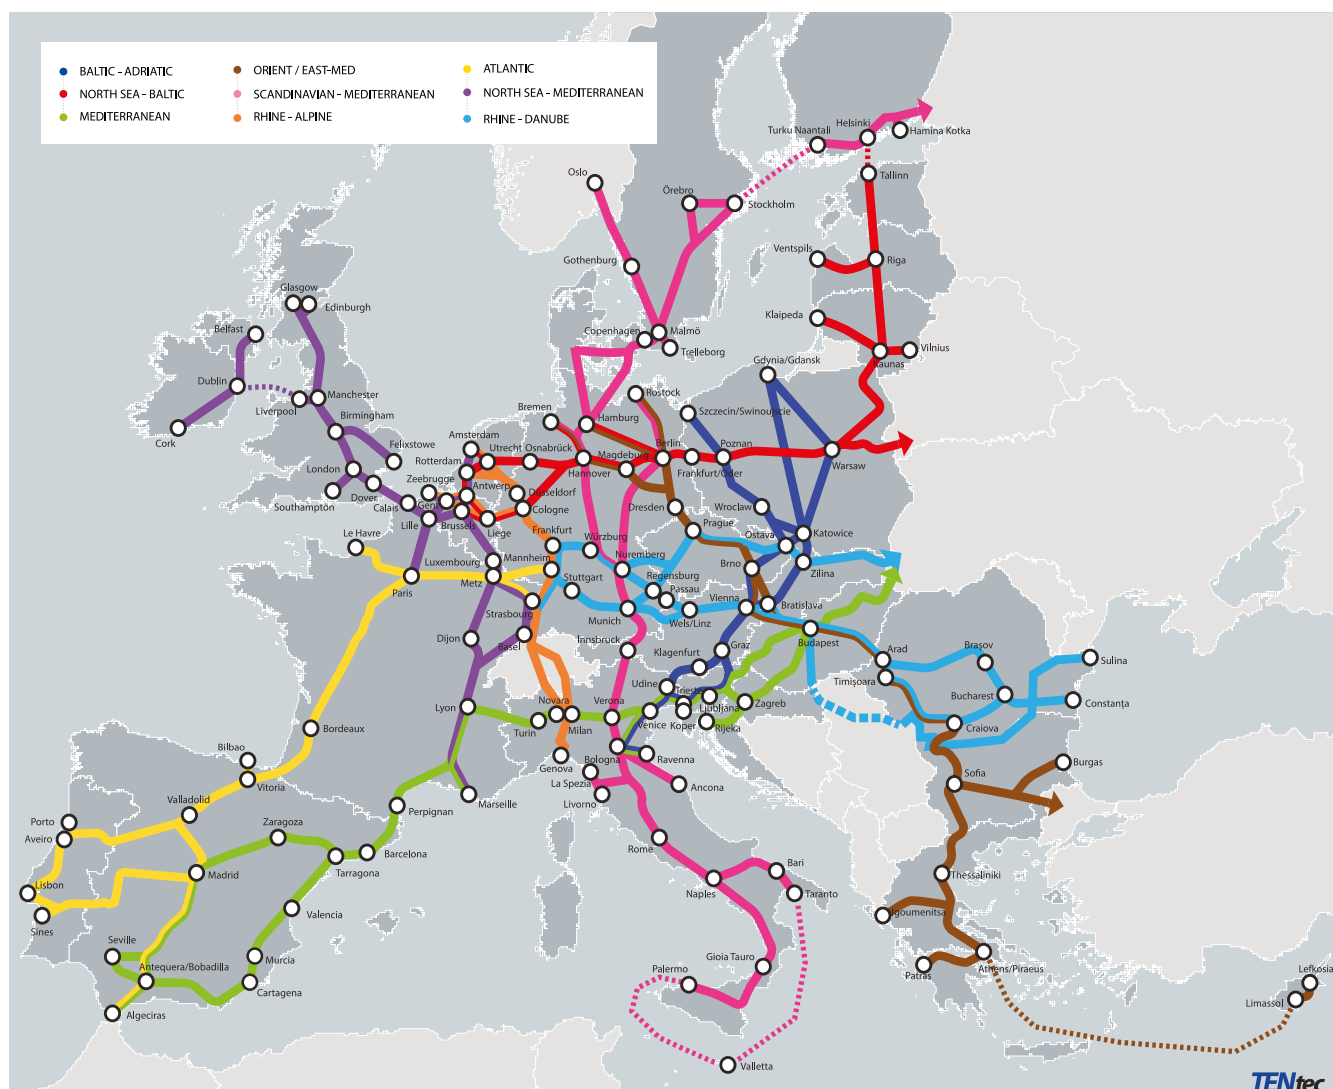 BALTIC – ADRIATIC
NORTH SEA – BALTIC
MEDITERRANEAN
ORIENT / EAST-MED
SCANDINAVIAN – MEDITERRANEAN
RHINE – ALPINE
ATLANTIC
NORTH SEA – MEDITERRANEAN
RHINE – DANUBE
Helsinki
Turku Naantali
Hamina Kotka
Tallinn
Oslo
Örebro
Stockholm
Ventspils
Riga
Gothenburg
Glasgow
Edinburgh
Klaipeda
Belfast
Copenhagen
Malmö
Trelleborg
Vilnius
Kaunas
Gdynia/Gdansk
Dublin
Liverpool
Manchester
Rostock
Bremen
Hamburg
Szczecin/Swinoujscie
Cork
Birmingham
Felixstowe
Amsterdam
Utrecht
Osnabrück
Berlin
Poznan
Warsaw
London
Rotterdam
Magdeburg
Hannover
Frankfurt/Oder
Zeebrugge
Antwerp
Düsseldorf
Southampton
Dover
Calais
Gent
Cologne
Dresden
Wroclaw
Lille
Brussels
Liege
Prague
Le Havre
Frankfurt
Würzburg
Ostava
Katowice
Luxembourg
Mannheim
Nuremberg
Brno
Zilina
Paris
Metz
Stuttgart
Regensburg
Passau
Strasbourg
Munich
Wels/Linz
Vienna
Bratislava
Dijon
Basel
Innsbruck
Budapest
Klagenfurt
Graz
Arad
Brasov
Sulina
Timişoara
Udine
Trieste
Lyon
Novara
Verona
Ljubljana
Zagreb
Bucharest
Constanţa
Turin
Milan
Venice
Koper
Rijeka
Craiova
Bordeaux
Bilbao
Genova
Bologna
Ravenna
Vitoria
La Spezia
Ancona
Sofia
Burgas
Livorno
Marseille
Valladolid
Perpignan
Porto
Aveiro
Zaragoza
Barcelona
Rome
Tarragona
Madrid
Bari
Thessaliniki
Lisbon
Naples
Taranto
Sines
Valencia
Igoumenitsa
Seville
Murcia
Gioia Tauro
Antequera/Bobadilla
Palermo
Patras
Athens/Piraeus
Lefkosia
Cartagena
Limassol
Algeciras
Valletta
TENtec